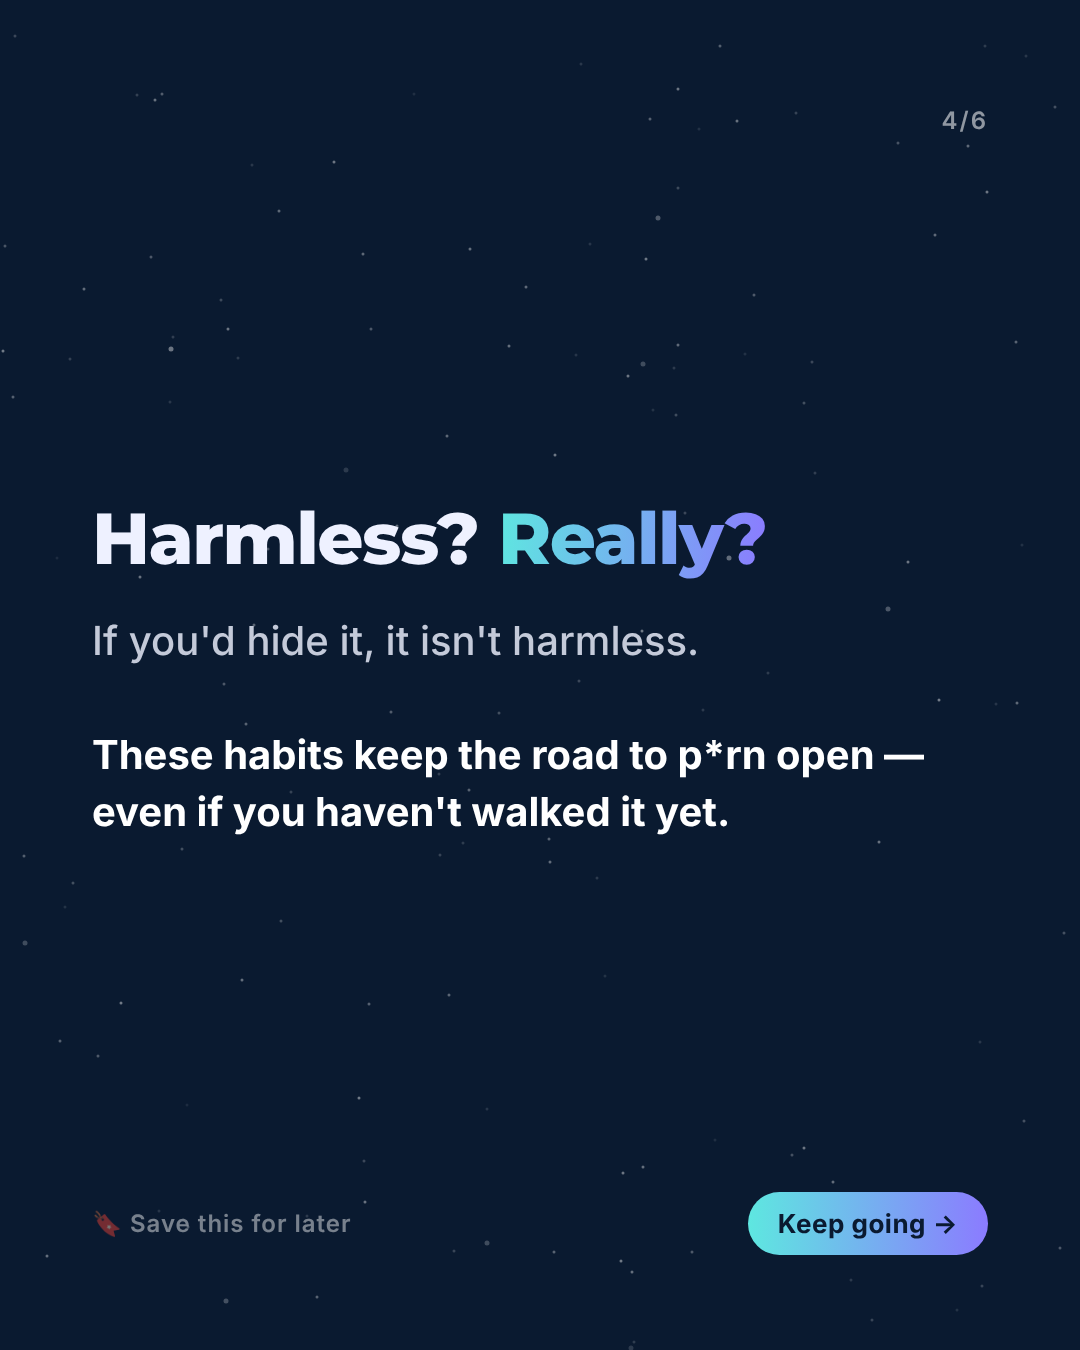 4/6
Harmless? Really?
If you'd hide it, it isn't harmless.
These habits keep the road to p*rn open —
even if you haven't walked it yet.
🔖 Save this for later
Keep going →